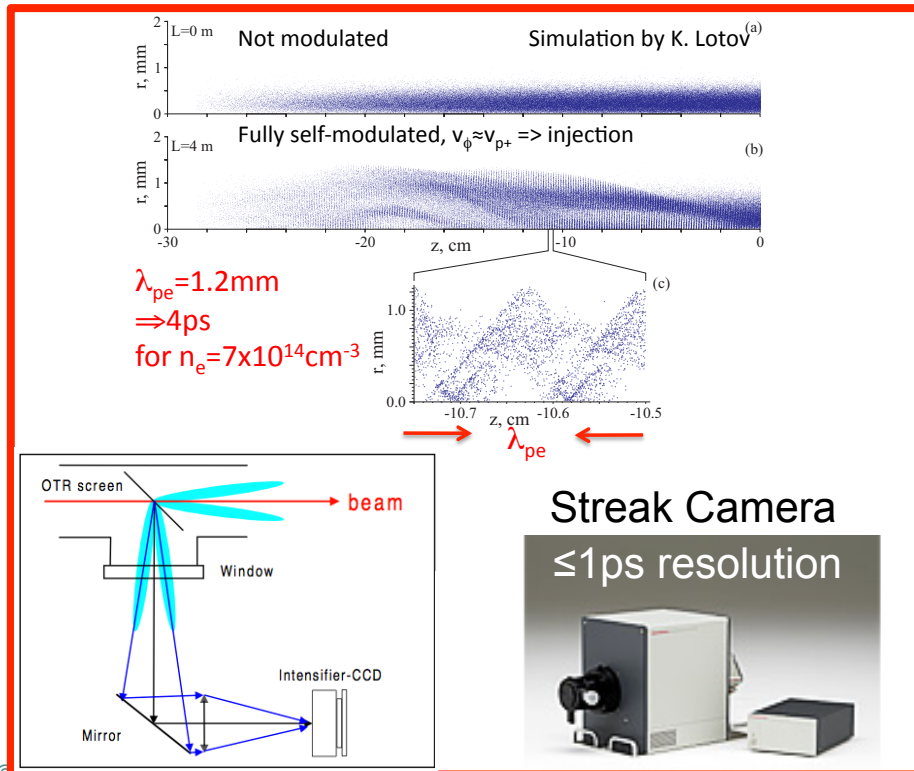 2
L=0 m
Not modulated
Simulation by K. Lotov
(a)
r, mm
1
0
Fully self-modulated, vϕ≈vp+ => injection
2
L=4 m
(b)
r, mm
1
0
-30
-20
-10
0
z, cm
λpe=1.2mm
⇒4ps
for ne=7x10¹⁴cm⁻³
(c)
1.0
r, mm
0.0
-10.7
-10.6
-10.5
z, cm
λpe
OTR screen
beam
Window
Intensifier-CCD
Mirror
Streak Camera
≤1ps resolution